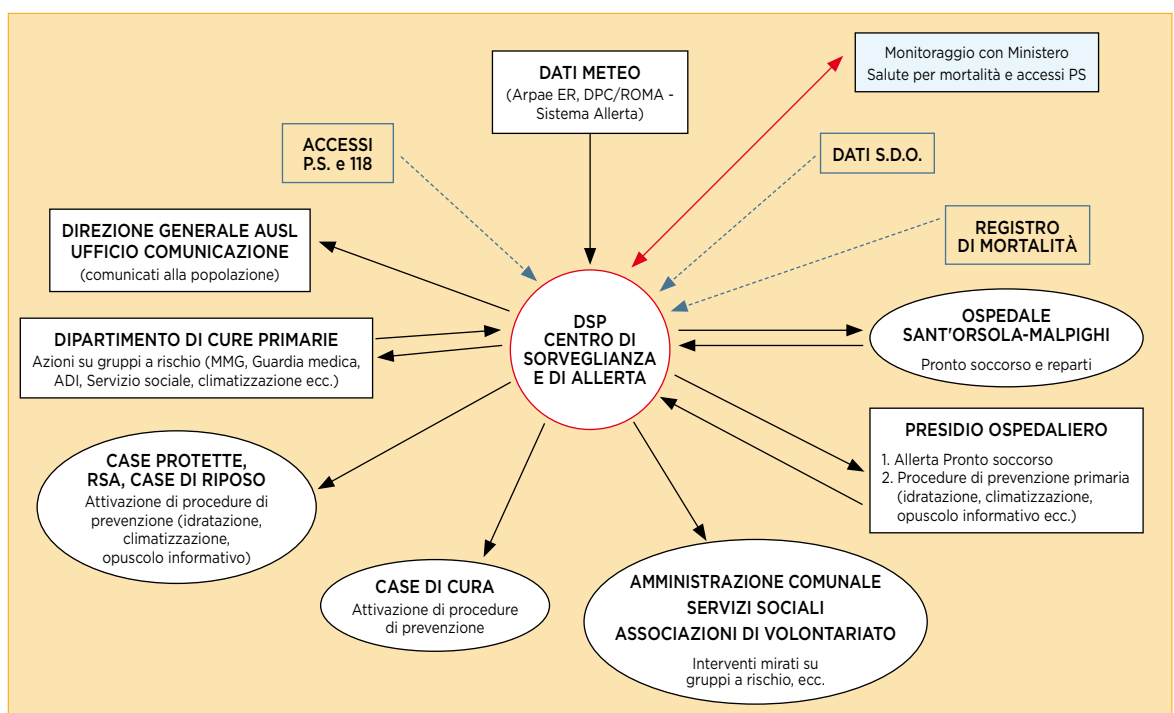 DATI METEO
(Arpae ER, DPC/ROMA -
Sistema Allerta)
Monitoraggio con Ministero
Salute per mortalità e accessi PS
ACCESSI
P.S. e 118
DATI S.D.O.
REGISTRO
DI MORTALITÀ
DIREZIONE GENERALE AUSL
UFFICIO COMUNICAZIONE
(comunicati alla popolazione)
DIPARTIMENTO DI CURE PRIMARIE
Azioni su gruppi a rischio (MMG, Guardia medica,
ADI, Servizio sociale, climatizzazione ecc.)
DSP
CENTRO DI
SORVEGLIANZA
E DI ALLERTA
OSPEDALE
SANT'ORSOLA-MALPIGHI
Pronto soccorso e reparti
PRESIDIO OSPEDALIERO
1. Allerta Pronto soccorso
2. Procedure di prevenzione primaria
(idratazione, climatizzazione,
opuscolo informativo ecc.)
CASE PROTETTE,
RSA, CASE DI RIPOSO
Attivazione di procedure di
prevenzione (idratazione,
climatizzazione,
opuscolo informativo)
CASE DI CURA
Attivazione di procedure
di prevenzione
AMMINISTRAZIONE COMUNALE
SERVIZI SOCIALI
ASSOCIAZIONI DI VOLONTARIATO
Interventi mirati su
gruppi a rischio, ecc.